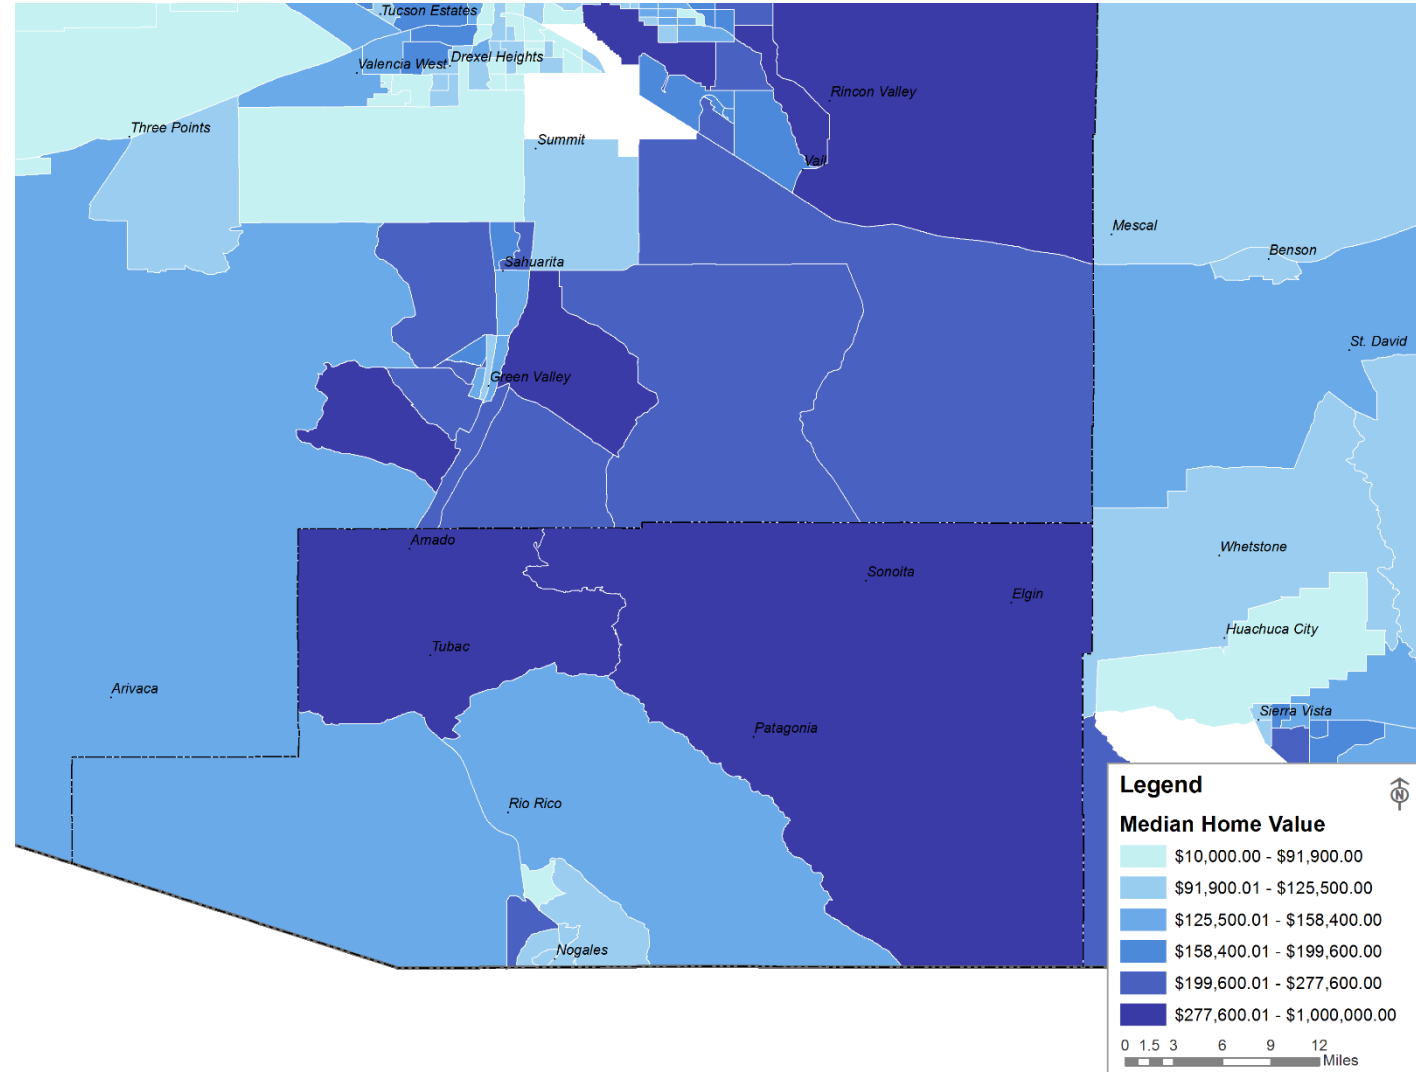 Tucson Estates
Drexel Heights
Valencia West
Rincon Valley
Three Points
Summit
Vail
Mescal
Benson
Sahuarita
St. David
Green Valley
Amado
Whetstone
Sonoita
Elgin
Huachuca City
Tubac
Arivaca
Sierra Vista
Patagonia
Rio Rico
Nogales
Legend
N
Median Home Value
$10,000.00 - $91,900.00
$91,900.01 - $125,500.00
$125,500.01 - $158,400.00
$158,400.01 - $199,600.00
$199,600.01 - $277,600.00
$277,600.01 - $1,000,000.00
0 1.5 3 6 9 12
Miles